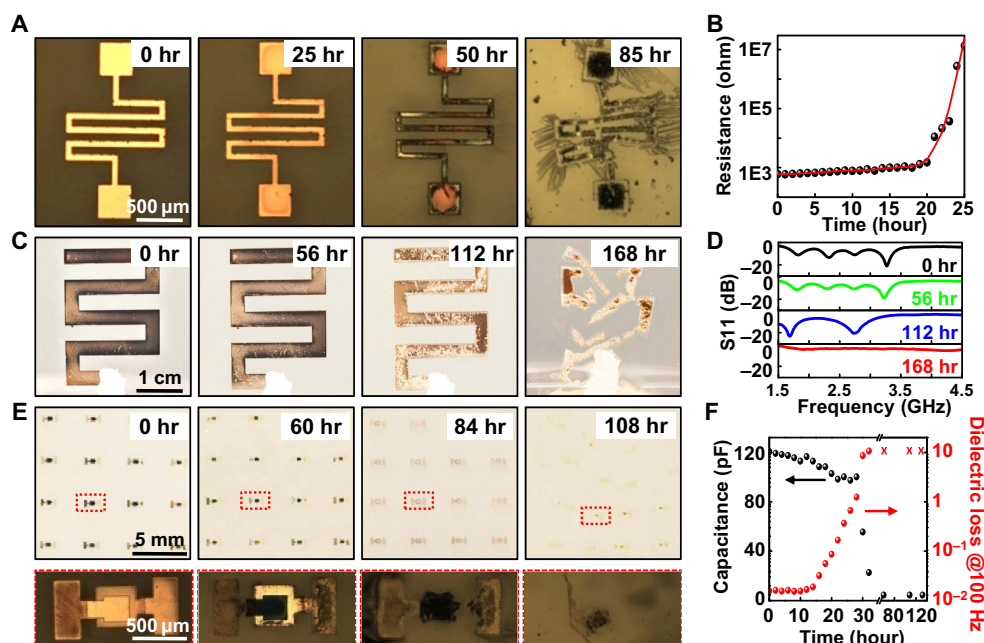 A
0 hr
25 hr
50 hr
85 hr
500 µm
B
Resistance (ohm)
1E7
1E5
1E3
0 5 10 15 20 25
Time (hour)
C
0 hr
56 hr
112 hr
168 hr
1 cm
D
S11 (dB)
0
−20
0 hr
0
−20
56 hr
0
−20
112 hr
0
−20
168 hr
1.5 2.5 3.5 4.5
Frequency (GHz)
E
0 hr
60 hr
84 hr
108 hr
5 mm
500 µm
F
Capacitance (pF)
120
80
40
0
10
1
10⁻¹
10⁻²
Dielectric loss @100 Hz
0 10 20 30 80 120
Time (hour)